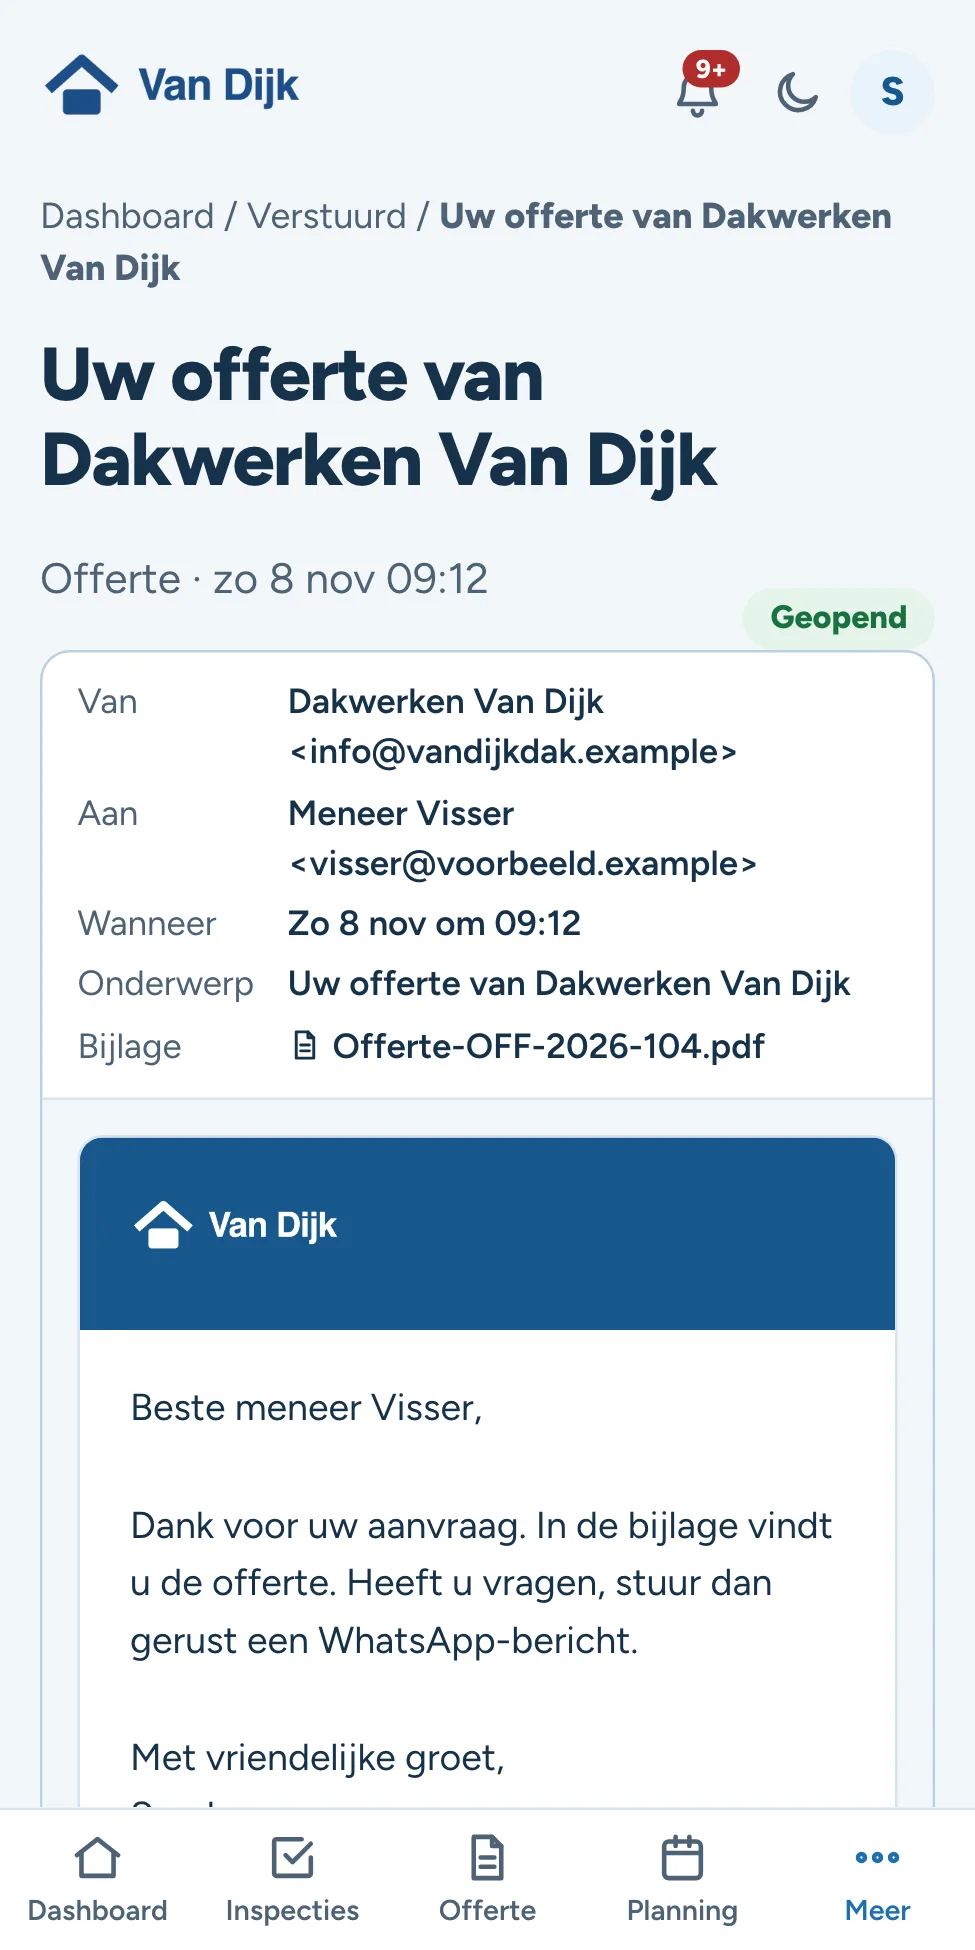 Van Dijk
9+
S
Dashboard / Verstuurd / Uw offerte van Dakwerken
Van Dijk
Uw offerte van
Dakwerken Van Dijk
Offerte · zo 8 nov 09:12
Geopend
Van
Dakwerken Van Dijk
<info@vandijkdak.example>
Aan
Meneer Visser
<visser@voorbeeld.example>
Wanneer
Zo 8 nov om 09:12
Onderwerp
Uw offerte van Dakwerken Van Dijk
Bijlage
Offerte-OFF-2026-104.pdf
Van Dijk
Beste meneer Visser,
Dank voor uw aanvraag. In de bijlage vindt
u de offerte. Heeft u vragen, stuur dan
gerust een WhatsApp-bericht.
Met vriendelijke groet,
Dashboard
Inspecties
Offerte
Planning
Meer